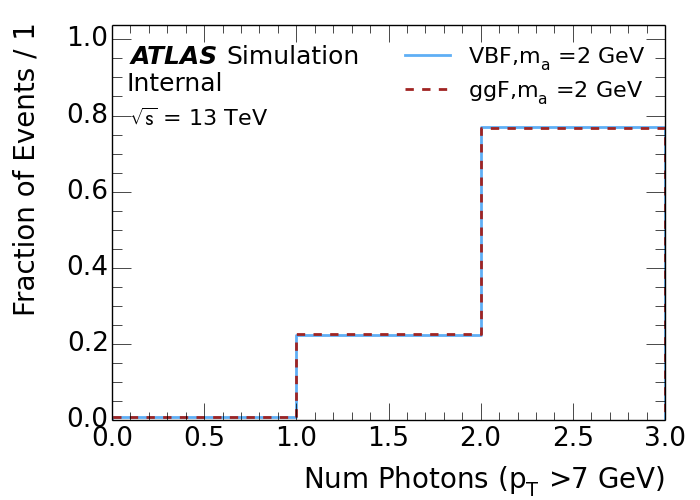 Fraction of Events / 1
1.0
0.8
0.6
0.4
0.2
0.0
ATLAS Simulation
Internal
√s = 13 TeV
VBF,mₐ =2 GeV
ggF,mₐ =2 GeV
0.0 0.5 1.0 1.5 2.0 2.5 3.0
Num Photons (p_T >7 GeV)